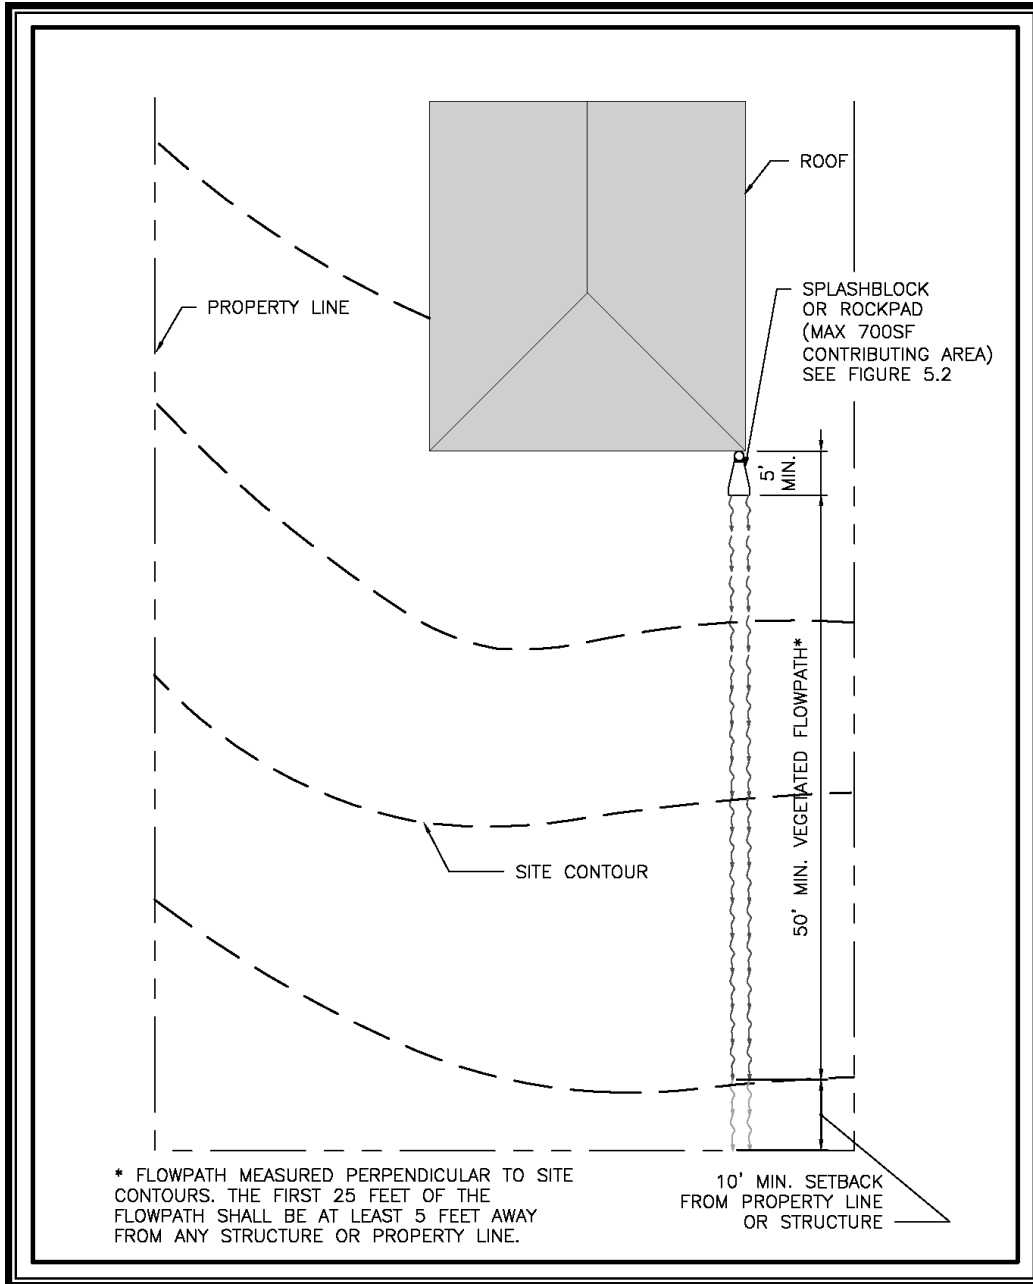 ROOF
SPLASHBLOCK
OR ROCKPAD
(MAX 700SF
CONTRIBUTING AREA)
SEE FIGURE 5.2
PROPERTY LINE
5'
MIN.
50' MIN. VEGETATED FLOWPATH*
SITE CONTOUR
* FLOWPATH MEASURED PERPENDICULAR TO SITE
CONTOURS. THE FIRST 25 FEET OF THE
FLOWPATH SHALL BE AT LEAST 5 FEET AWAY
FROM ANY STRUCTURE OR PROPERTY LINE.
10' MIN. SETBACK
FROM PROPERTY LINE
OR STRUCTURE